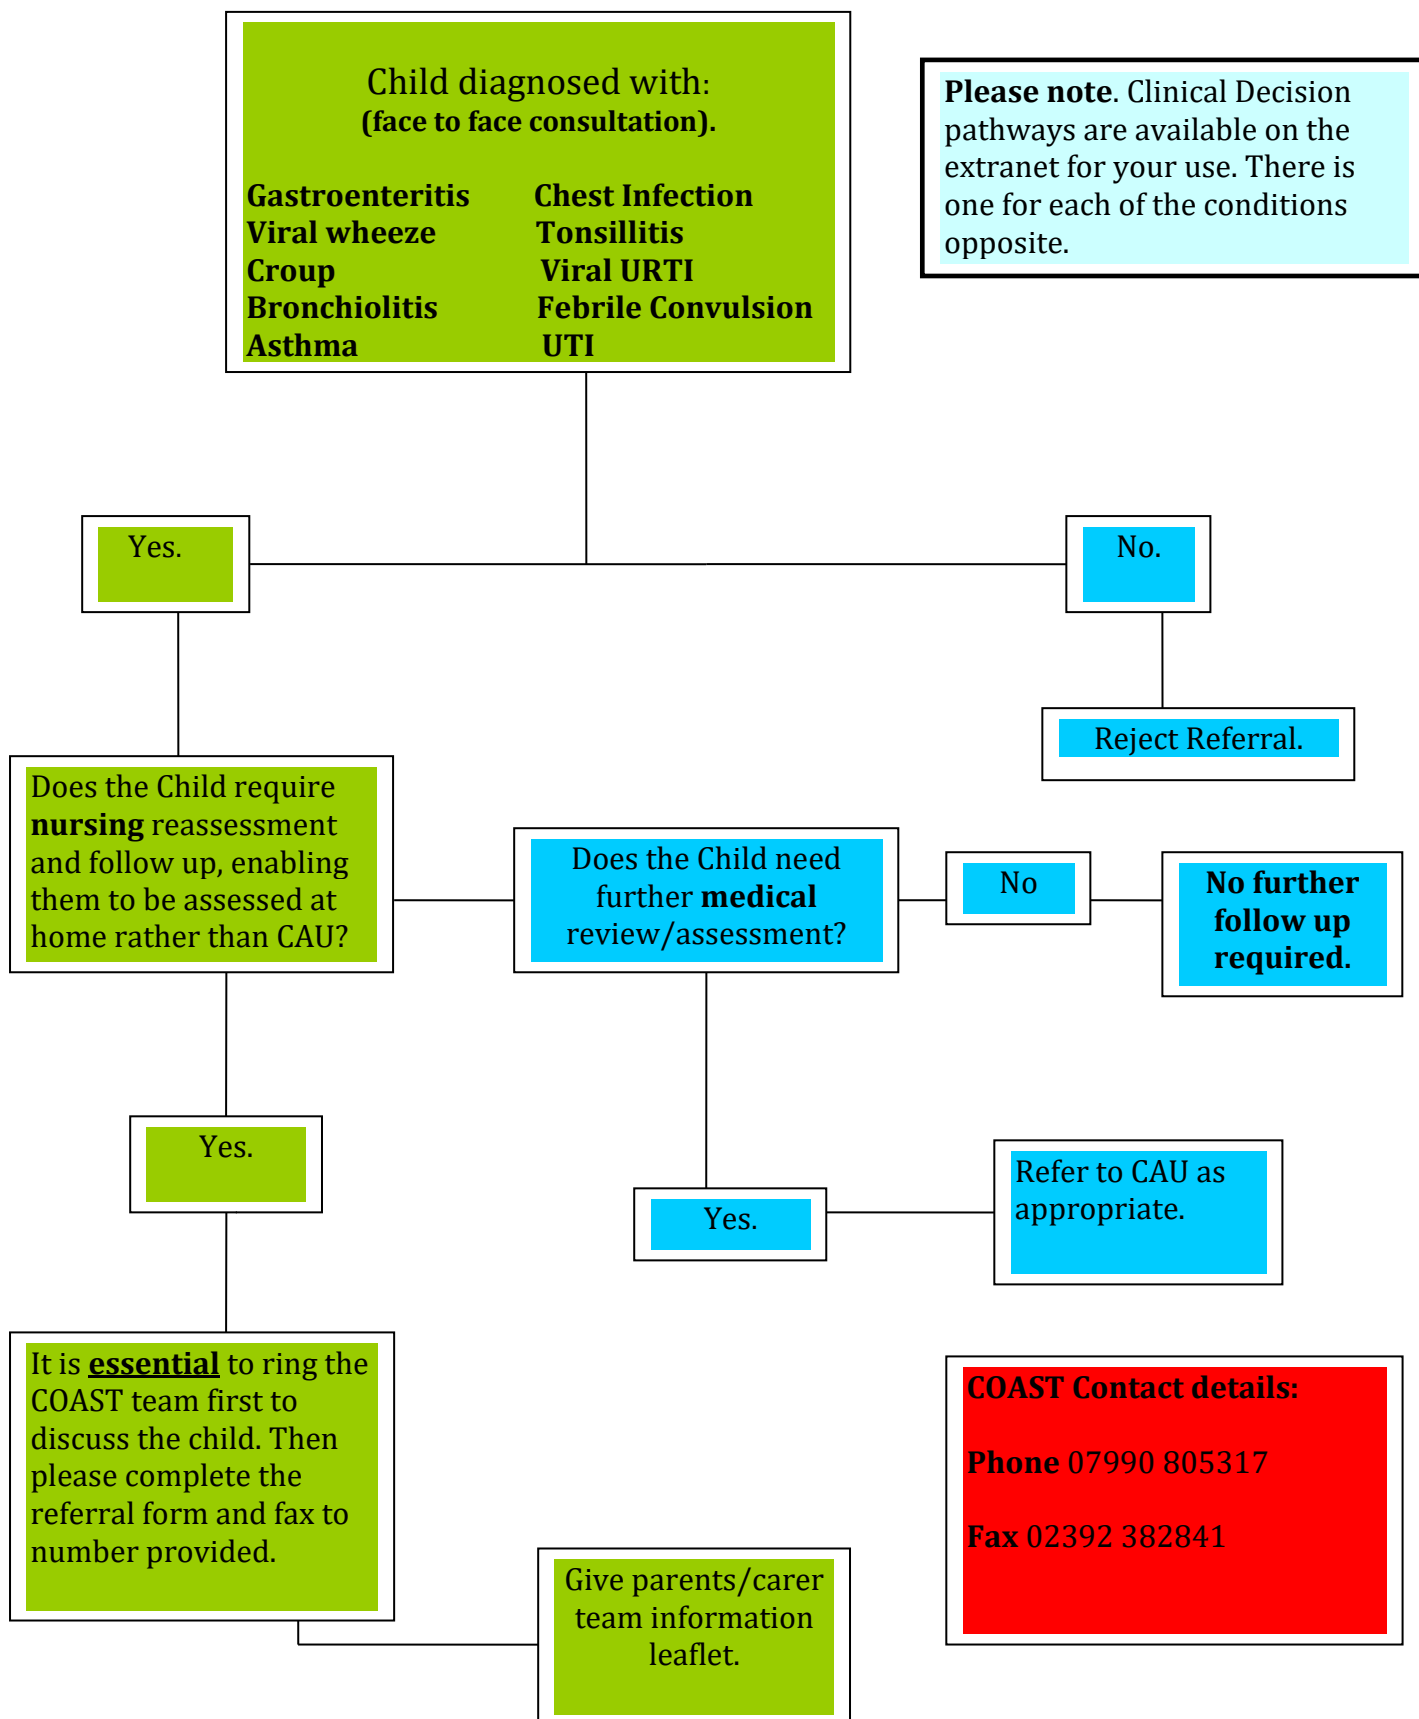 Child diagnosed with:
(face to face consultation).
Gastroenteritis Chest Infection
Viral wheeze Tonsillitis
Croup Viral URTI
Bronchiolitis Febrile Convulsion
Asthma UTI
Please note. Clinical Decision
pathways are available on the
extranet for your use. There is
one for each of the conditions
opposite.
Yes.
No.
Reject Referral.
Does the Child require
nursing reassessment
and follow up, enabling
them to be assessed at
home rather than CAU?
Does the Child need
further medical
review/assessment?
No
No further
follow up
required.
Yes.
Yes.
Refer to CAU as
appropriate.
It is essential to ring the
COAST team first to
discuss the child. Then
please complete the
referral form and fax to
number provided.
Give parents/carer
team information
leaflet.
COAST Contact details:
Phone 07990 805317
Fax 02392 382841